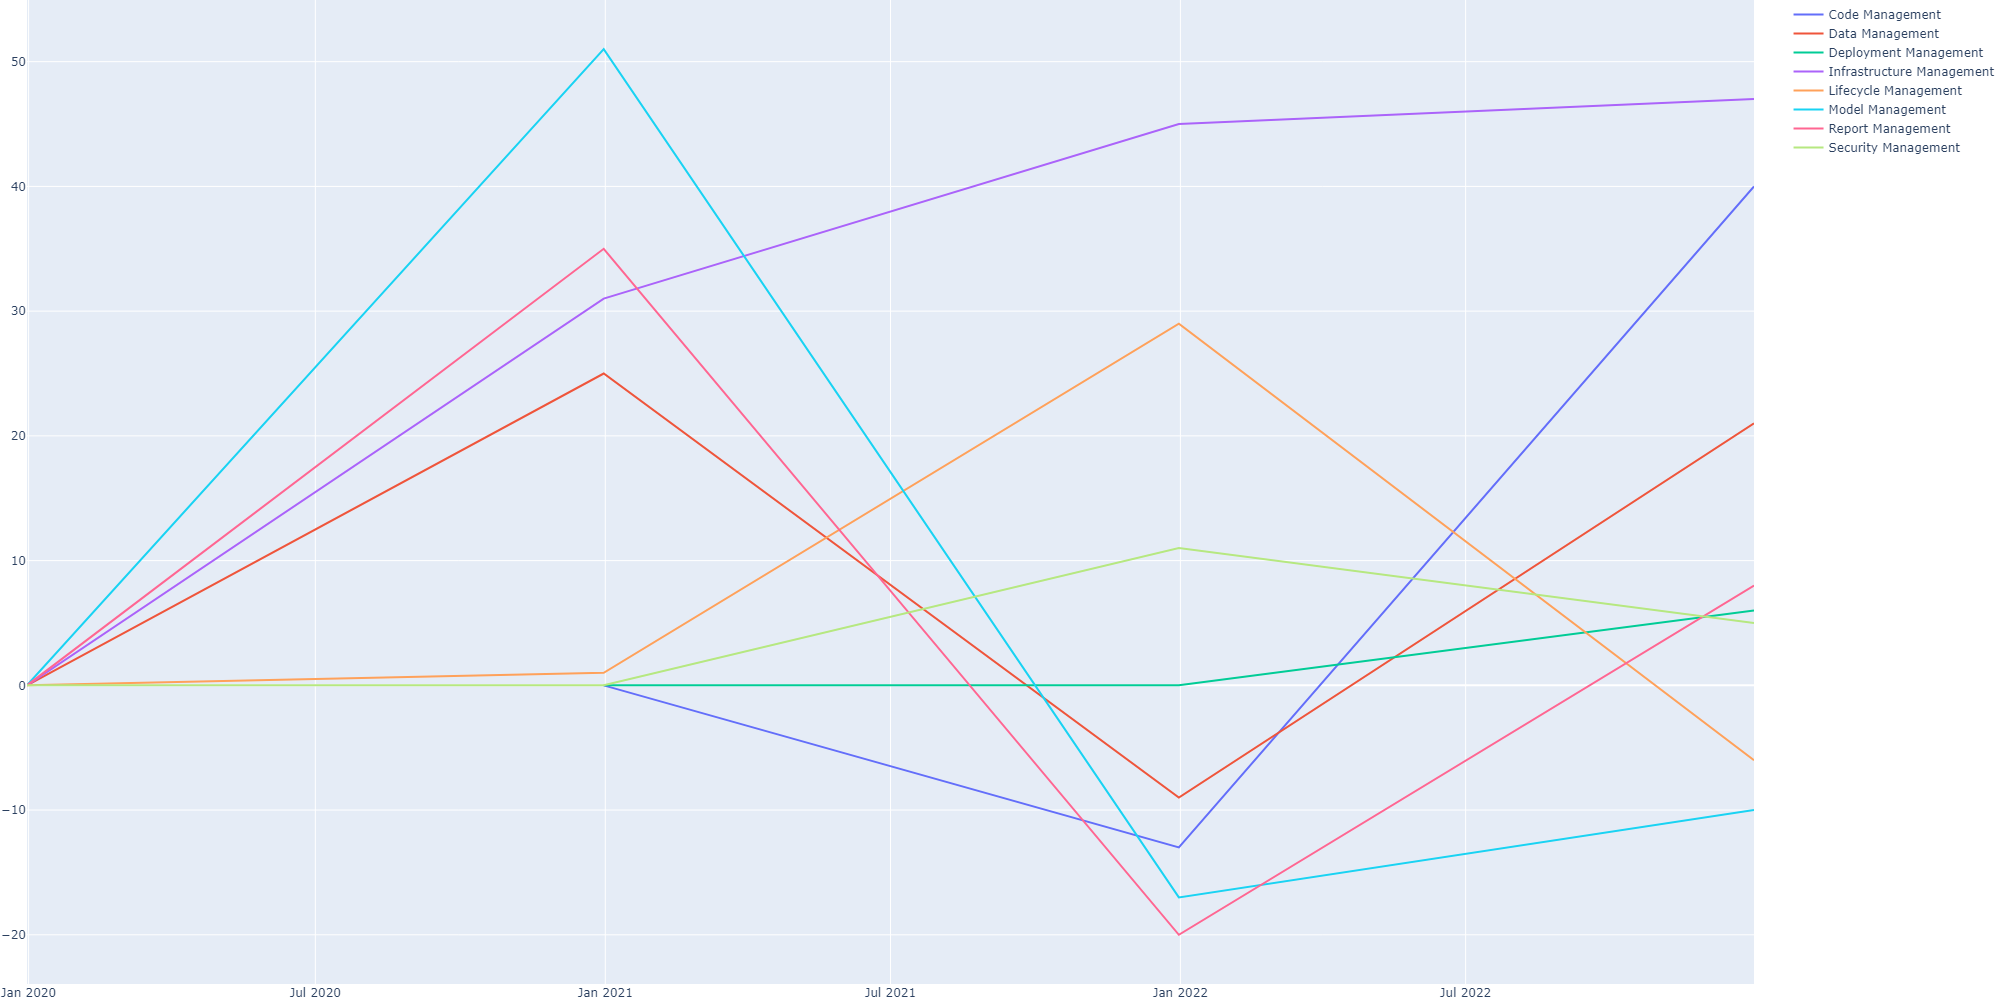 Code Management
Data Management
Deployment Management
Infrastructure Management
Lifecycle Management
Model Management
Report Management
Security Management
50
40
30
20
10
0
−10
−20
Jan 2020
Jul 2020
Jan 2021
Jul 2021
Jan 2022
Jul 2022